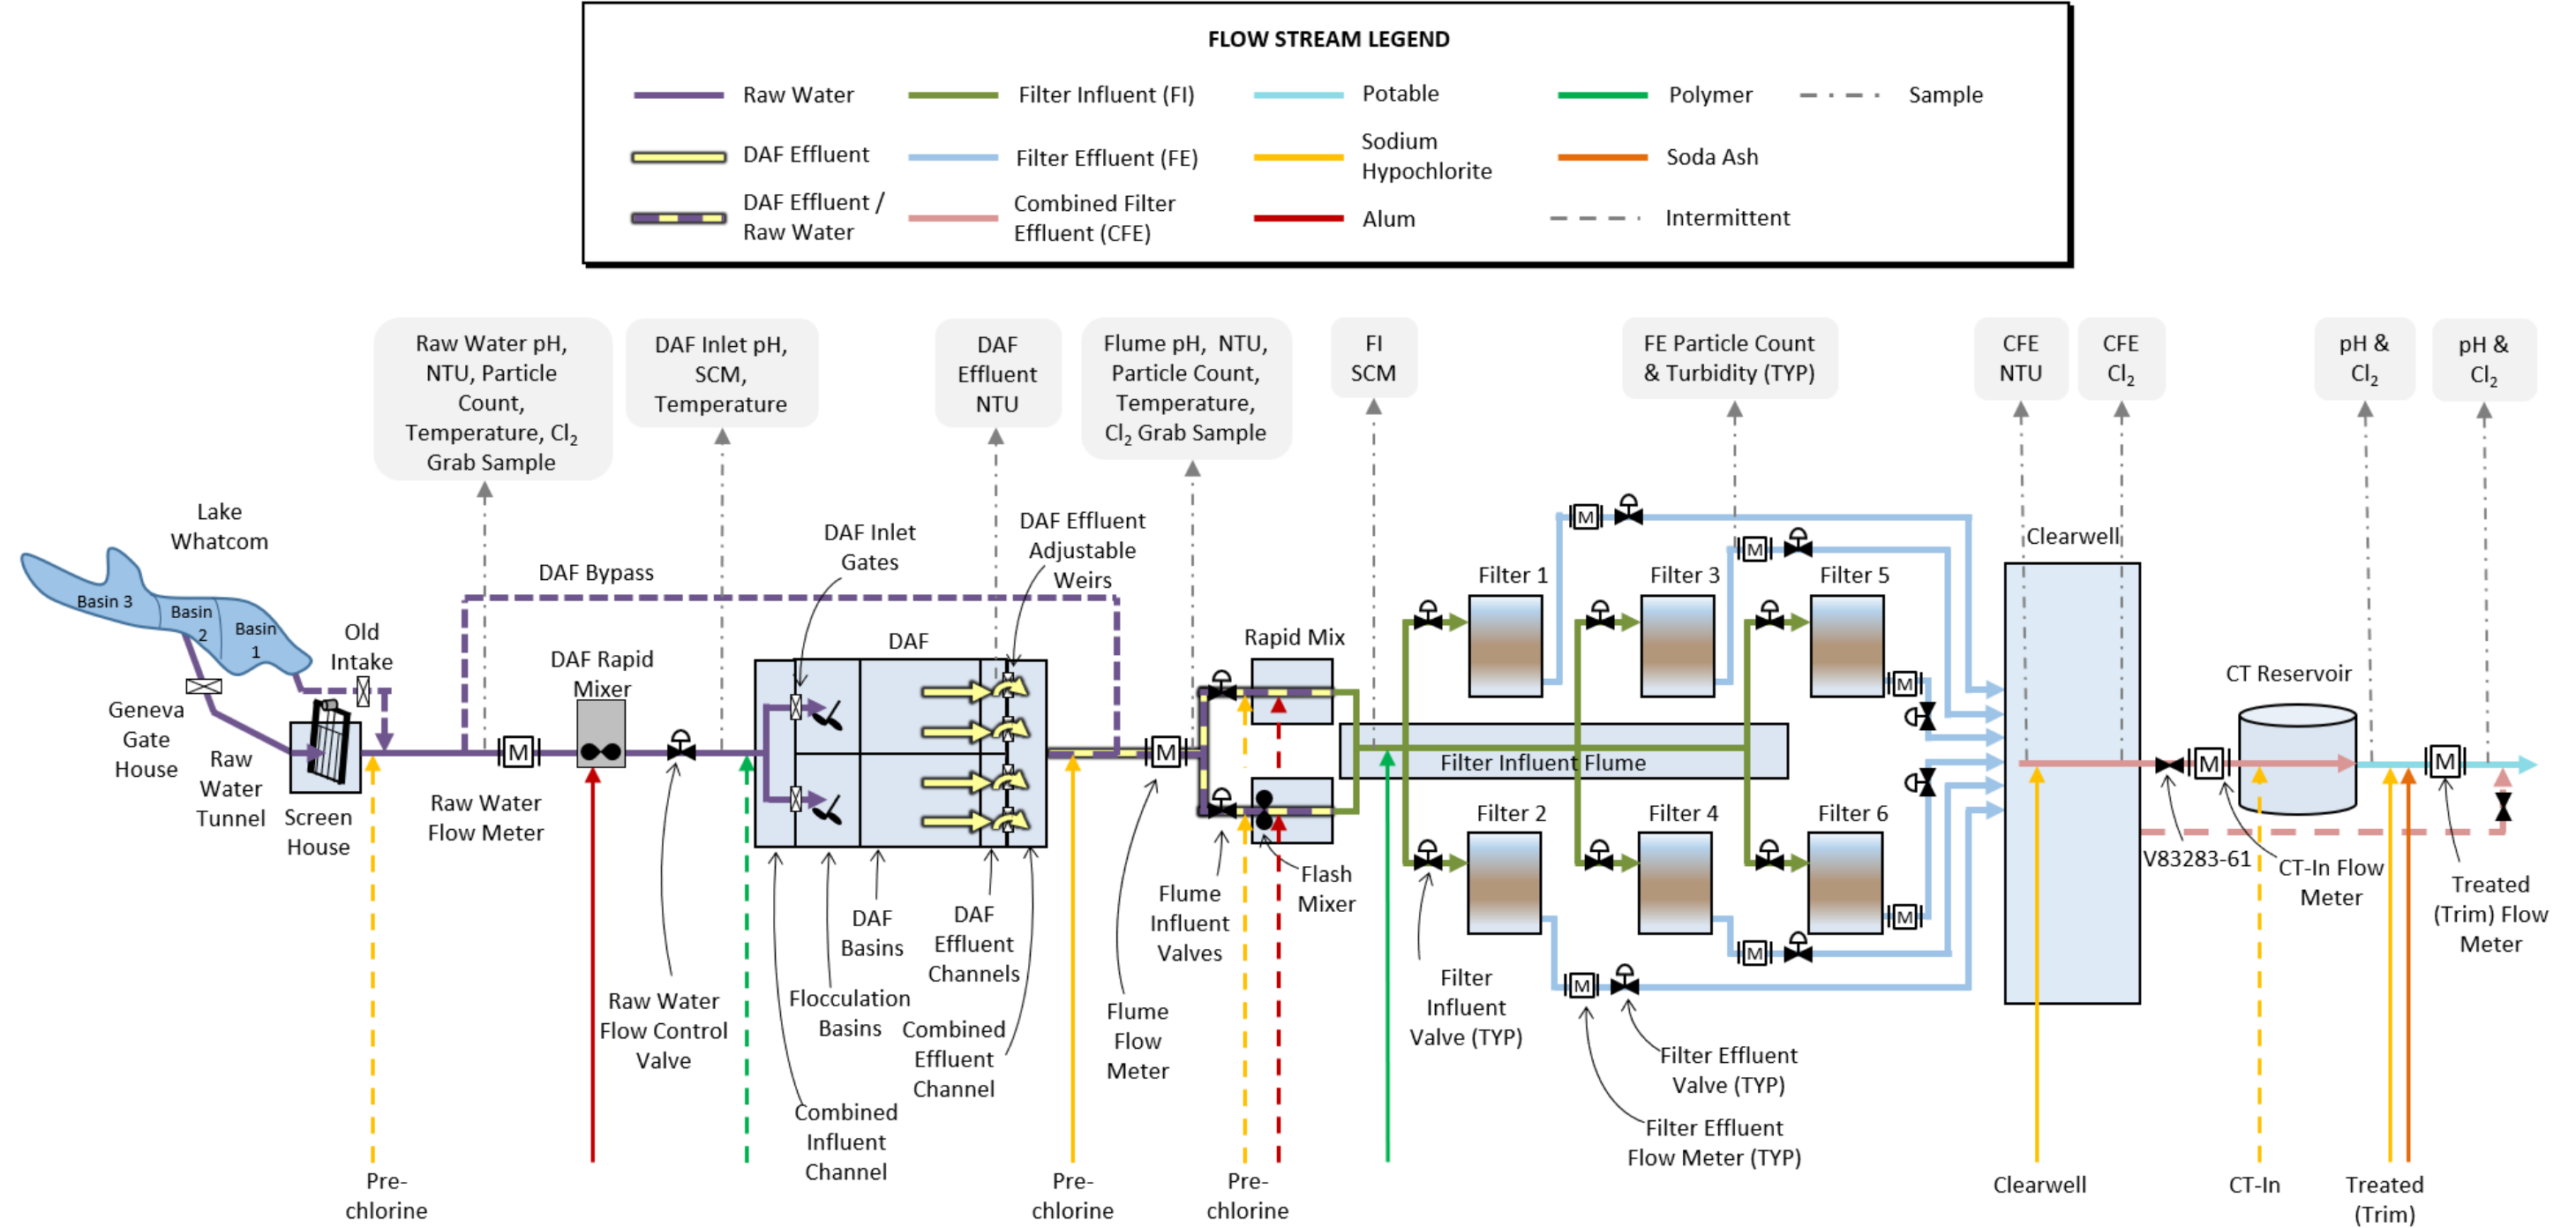 FLOW STREAM LEGEND
Raw Water
Filter Influent (FI)
Potable
Polymer
Sample
DAF Effluent
Filter Effluent (FE)
Sodium
Hypochlorite
Soda Ash
DAF Effluent /
Raw Water
Combined Filter
Effluent (CFE)
Alum
Intermittent
Raw Water pH,
NTU, Particle
Count,
Temperature, Cl2
Grab Sample
DAF Inlet pH,
SCM,
Temperature
DAF
Effluent
NTU
Flume pH, NTU,
Particle Count,
Temperature,
Cl2 Grab Sample
FI
SCM
FE Particle Count
& Turbidity (TYP)
CFE
NTU
CFE
Cl2
pH &
Cl2
pH &
Cl2
Lake
Whatcom
Basin 3
Basin
2
Basin
1
Old
Intake
Geneva
Gate
House
Raw
Water
Tunnel
Screen
House
DAF Bypass
M
Raw Water
Flow Meter
DAF Rapid
Mixer
Raw Water
Flow Control
Valve
DAF Inlet
Gates
DAF
DAF Effluent
Adjustable
Weirs
Combined
Influent
Channel
Flocculation
Basins
DAF
Basins
DAF
Effluent
Channels
Combined
Effluent
Channel
M
Flume
Flow
Meter
Flume
Influent
Valves
Rapid Mix
Flash
Mixer
Filter Influent Flume
Filter 1
Filter 3
Filter 5
Filter 2
Filter 4
Filter 6
M
M
M
M
M
M
Filter
Influent
Valve (TYP)
Filter Effluent
Valve (TYP)
Filter Effluent
Flow Meter (TYP)
Clearwell
V83283-61
M
CT-In Flow
Meter
CT Reservoir
M
Treated
(Trim) Flow
Meter
Pre-
chlorine
Pre-
chlorine
Pre-
chlorine
Clearwell
CT-In
Treated
(Trim)